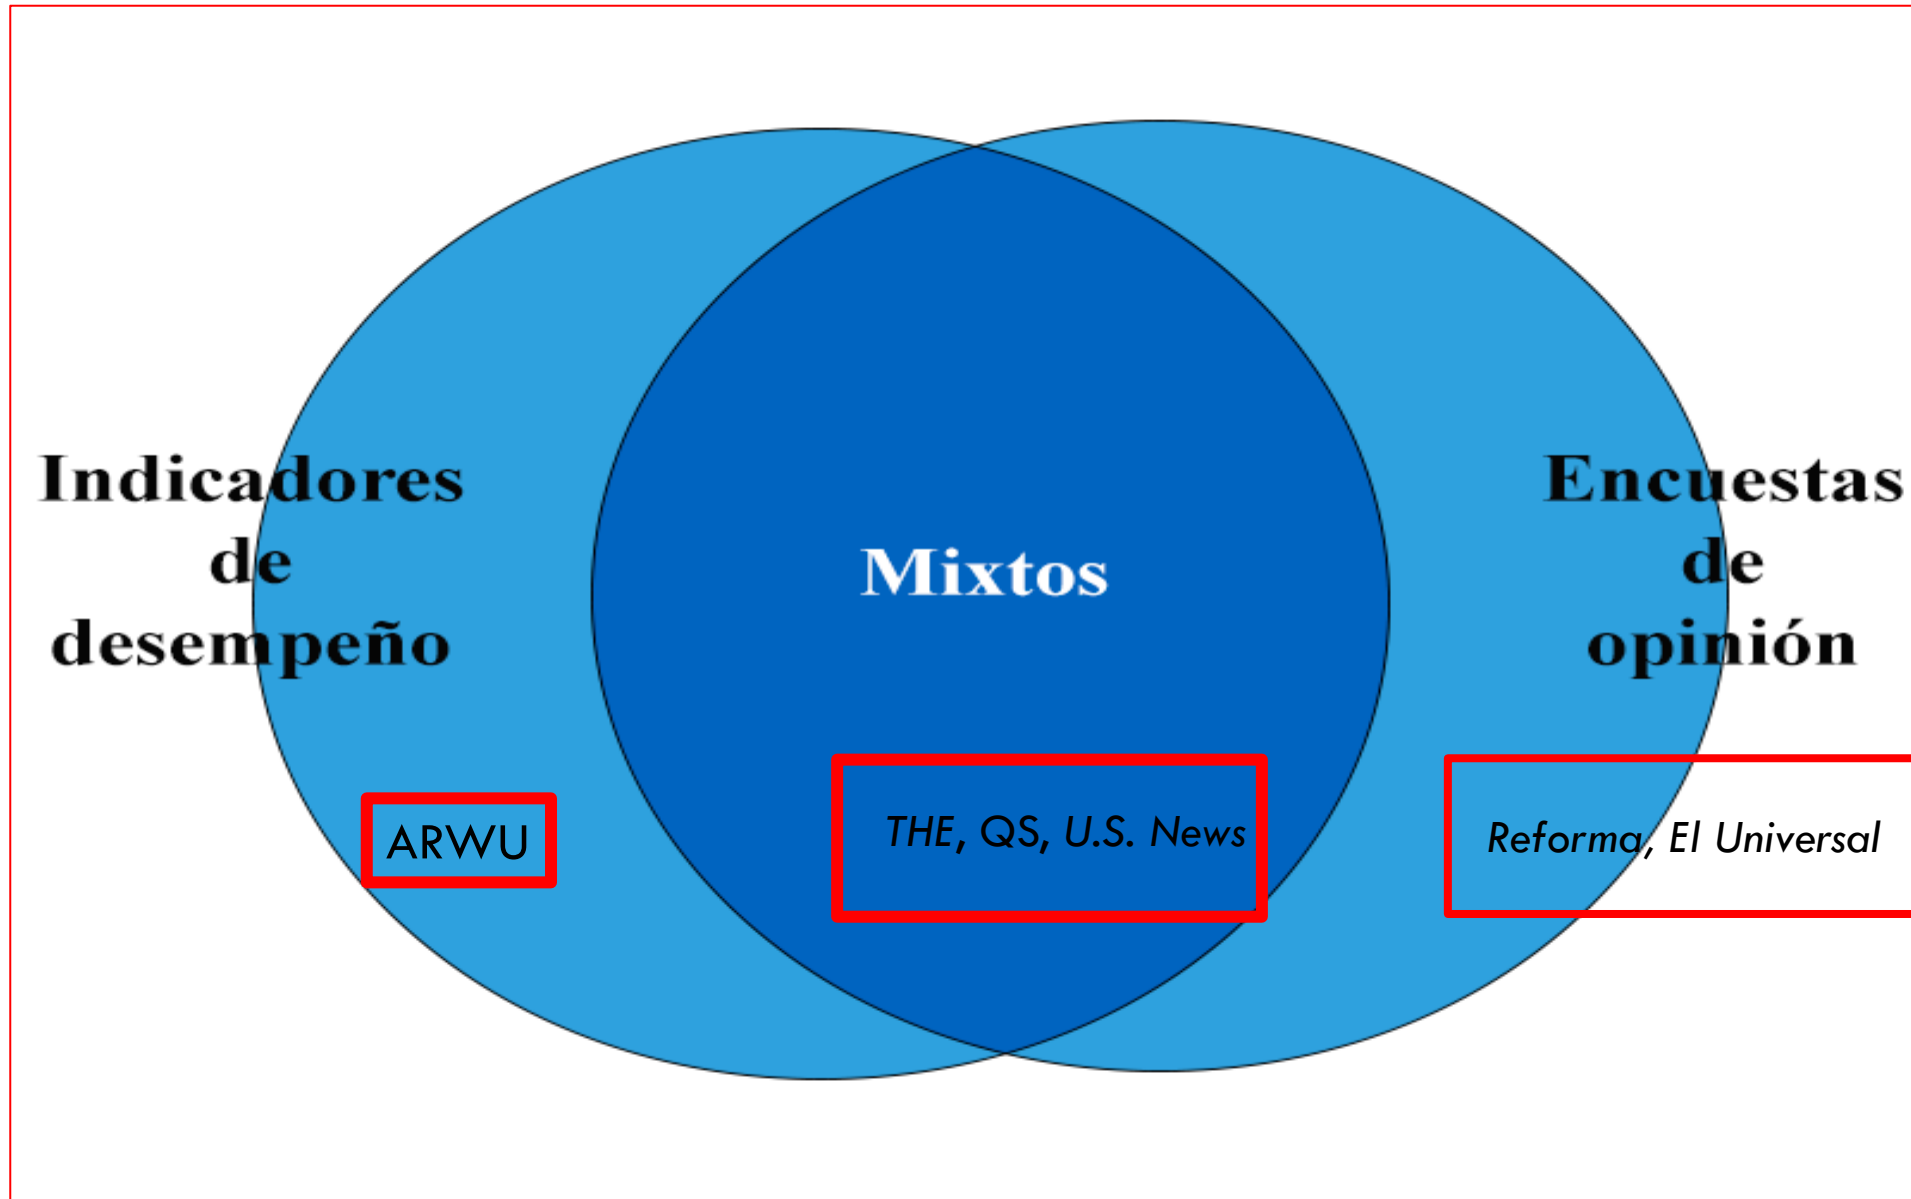 Indicadores
de
desempeño
Mixtos
Encuestas
de
opinión
ARWU
THE, QS, U.S. News
Reforma, El Universal